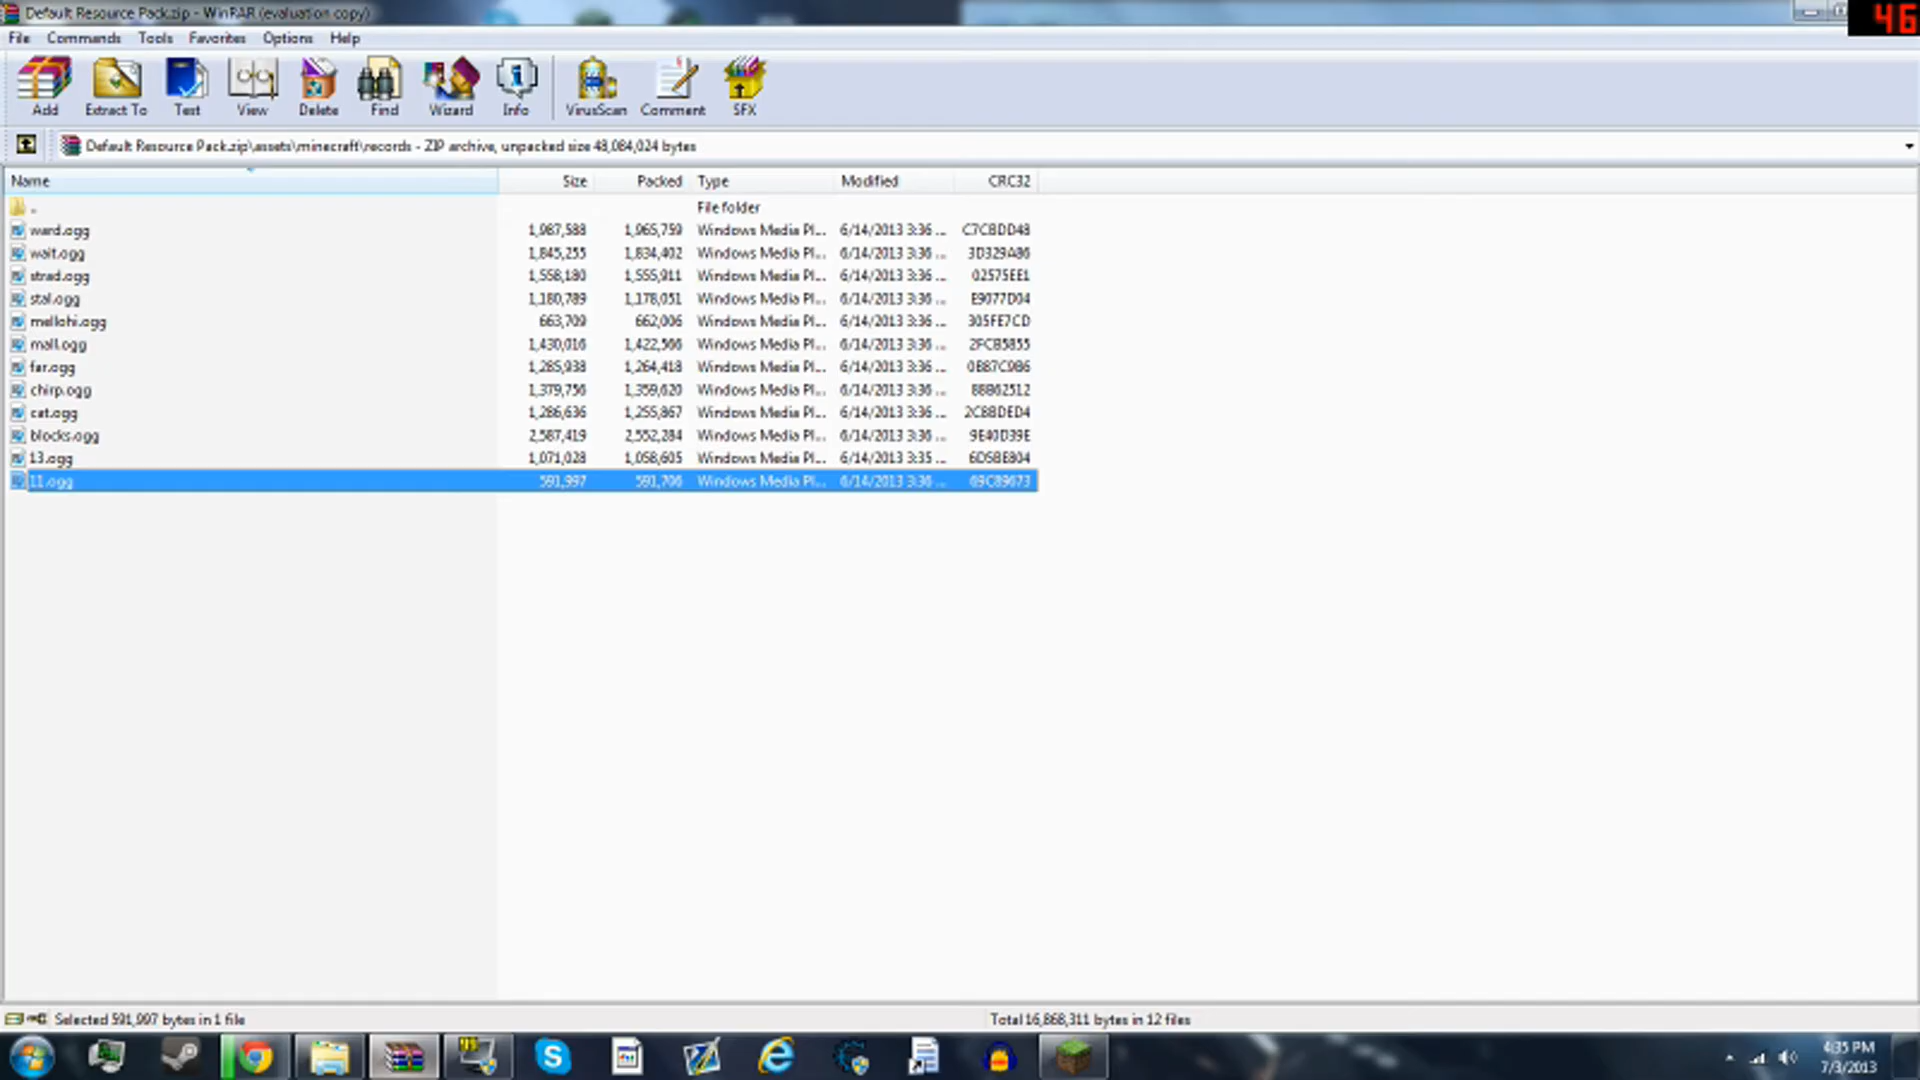 Default Resource Pack.zip - WinRAR (evaluation copy)
46
File Commands Tools Favorites Options Help
Add Extract To Test View Delete Find Wizard Info VirusScan Comment SFX
Default Resource Pack.zip\assets\minecraft\records - ZIP archive, unpacked size 48,084,024 bytes
Name Size Packed Type Modified CRC32
.. File folder
ward.ogg 1,987,588 1,965,759 Windows Media Pl... 6/14/2013 3:36 ... C7CBDD48
wait.ogg 1,845,255 1,834,402 Windows Media Pl... 6/14/2013 3:36 ... 3D329A86
strad.ogg 1,558,180 1,555,911 Windows Media Pl... 6/14/2013 3:36 ... 02575EE1
stal.ogg 1,180,789 1,178,051 Windows Media Pl... 6/14/2013 3:36 ... E9077D04
mellohi.ogg 663,709 662,006 Windows Media Pl... 6/14/2013 3:36 ... 305FE7CD
mall.ogg 1,430,016 1,422,566 Windows Media Pl... 6/14/2013 3:36 ... 2FCB5855
far.ogg 1,285,938 1,264,418 Windows Media Pl... 6/14/2013 3:36 ... 0B87C9B6
chirp.ogg 1,379,756 1,359,620 Windows Media Pl... 6/14/2013 3:36 ... 88862512
cat.ogg 1,286,636 1,255,867 Windows Media Pl... 6/14/2013 3:36 ... 2C8BDED4
blocks.ogg 2,587,419 2,552,284 Windows Media Pl... 6/14/2013 3:36 ... 9E40D39E
13.ogg 1,071,028 1,058,605 Windows Media Pl... 6/14/2013 3:35 ... 6D5BE804
11.ogg 591,997 591,706 Windows Media Pl... 6/14/2013 3:36 ... 69C89673
Selected 591,997 bytes in 1 file Total 16,868,311 bytes in 12 files
4:35 PM
7/3/2013